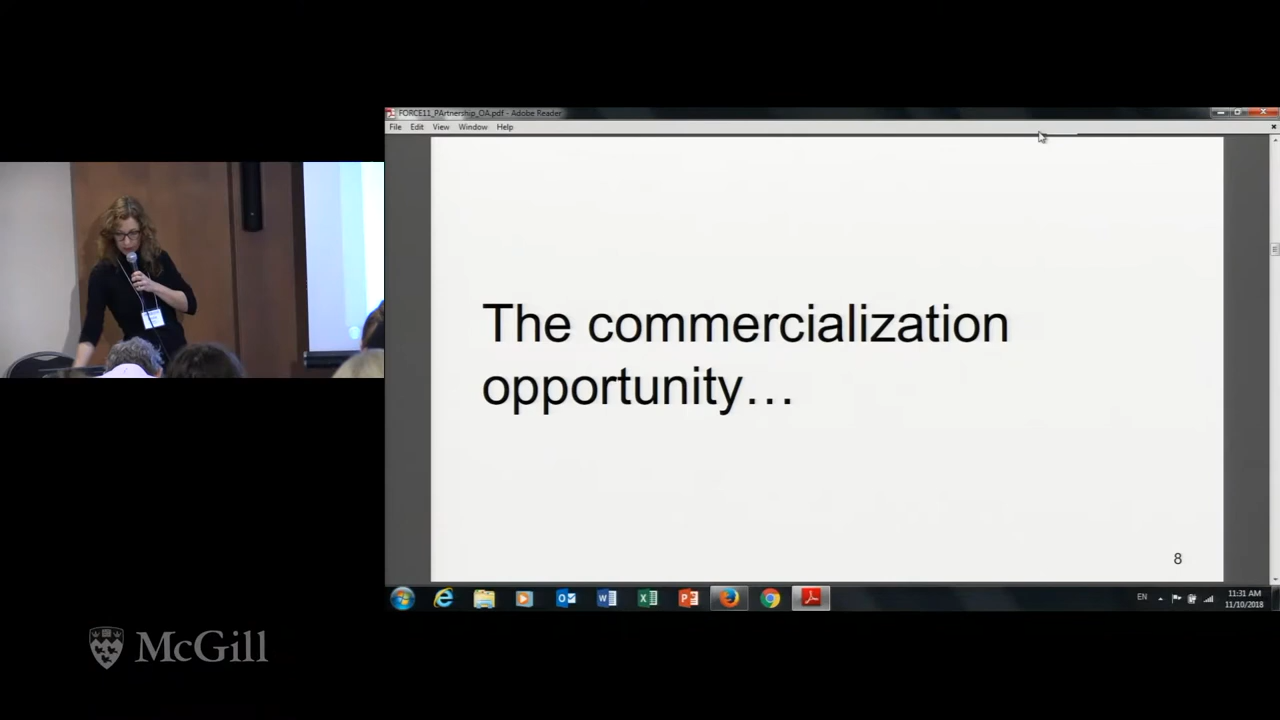 FORCE11_PArtnership_OA.pdf - Adobe Reader
File Edit View Window Help
The commercialization
opportunity…
8
EN
11:31 AM
11/10/2018
McGill